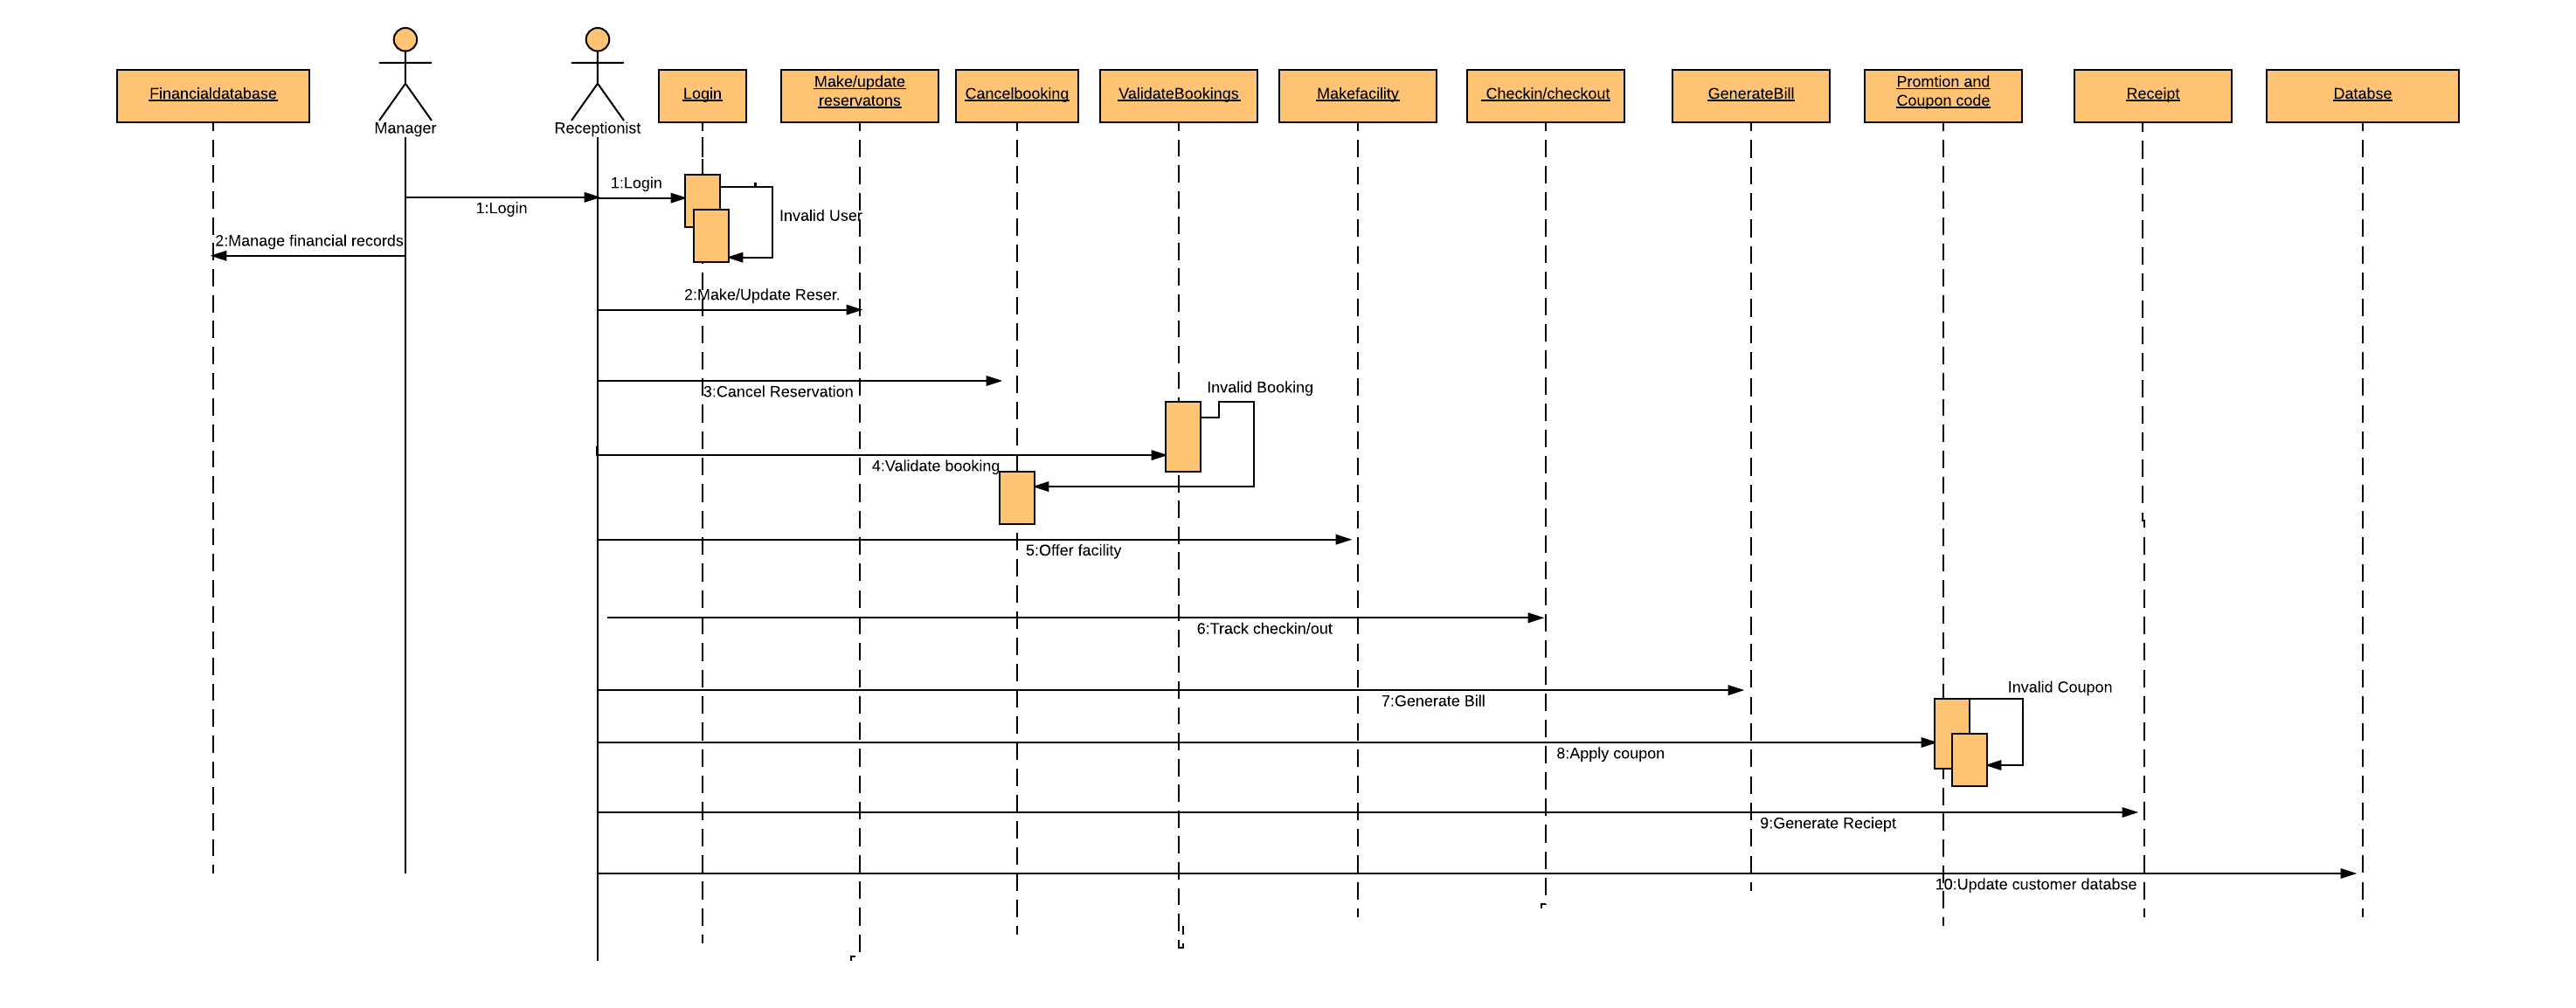 Financialdatabase
Manager
Receptionist
Login
Make/update
reservatons
Cancelbooking
ValidateBookings
Makefacility
Checkin/checkout
GenerateBill
Promtion and
Coupon code
Receipt
Databse
1:Login
1:Login
Invalid User
2:Manage financial records
2:Make/Update Reser.
3:Cancel Reservation
Invalid Booking
4:Validate booking
5:Offer facility
6:Track checkin/out
7:Generate Bill
Invalid Coupon
8:Apply coupon
9:Generate Reciept
10:Update customer databse